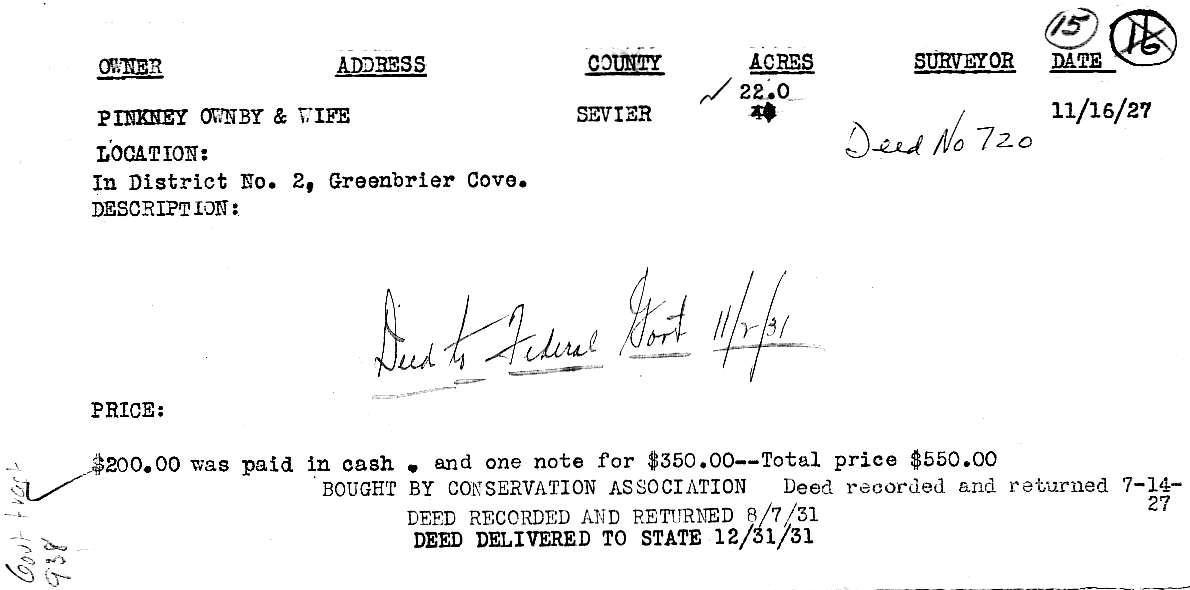 15 16
OWNER ADDRESS COUNTY ACRES SURVEYOR DATE
22.0
PINKNEY OWNBY & WIFE SEVIER 11/16/27
Deed No 720
LOCATION:
In District No. 2, Greenbrier Cove.
DESCRIPTION:
Deed to Federal Govt 11/2/31
PRICE:
$200.00 was paid in cash . and one note for $350.00--Total price $550.00
BOUGHT BY CONSERVATION ASSOCIATION Deed recorded and returned 7-14-
27
DEED RECORDED AND RETURNED 8/7/31
DEED DELIVERED TO STATE 12/31/31
Govt tract
938